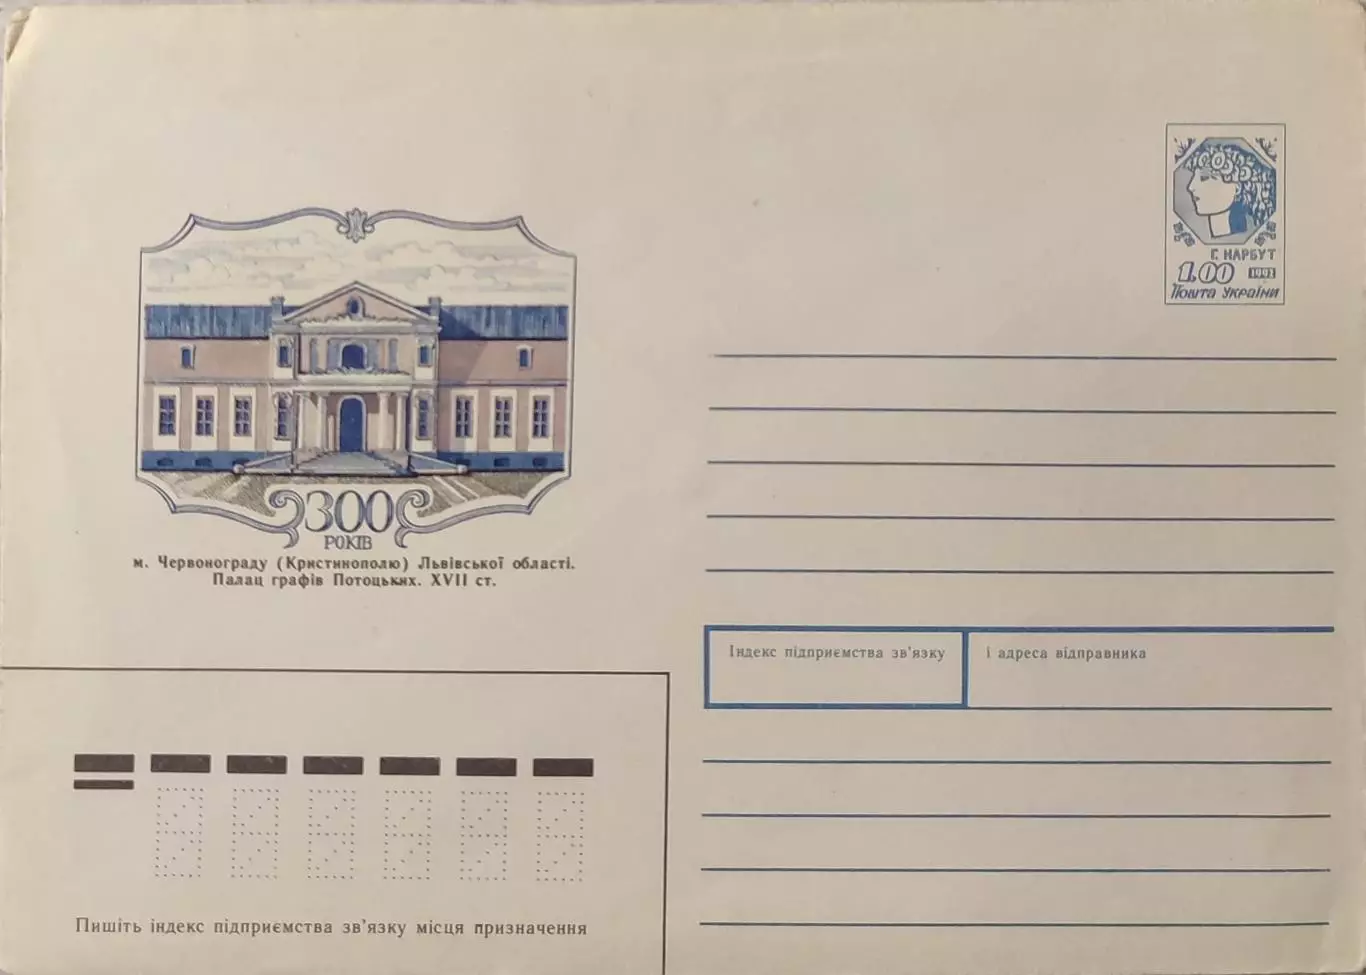 Г. НАРБУТ
1.00 1992
Пошта України
300
РОКІВ
м. Червонограду (Кристинополю) Львівської області.
Палац графів Потоцьких. XVII ст.
Індекс підприємства зв'язку
і адреса відправника
Пишіть індекс підприємства зв'язку місця призначення